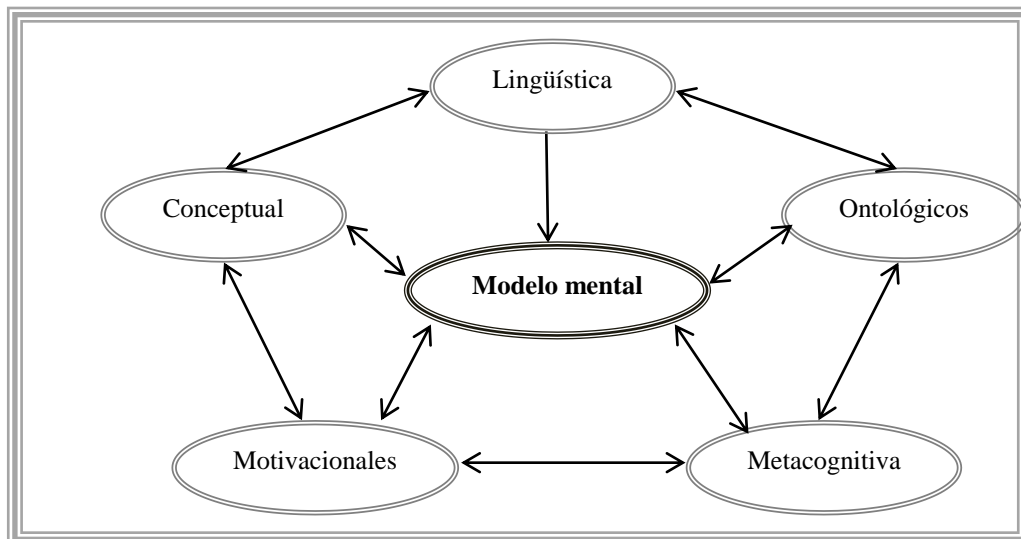 Lingüística
Conceptual
Ontológicos
Modelo mental
Motivacionales
Metacognitiva